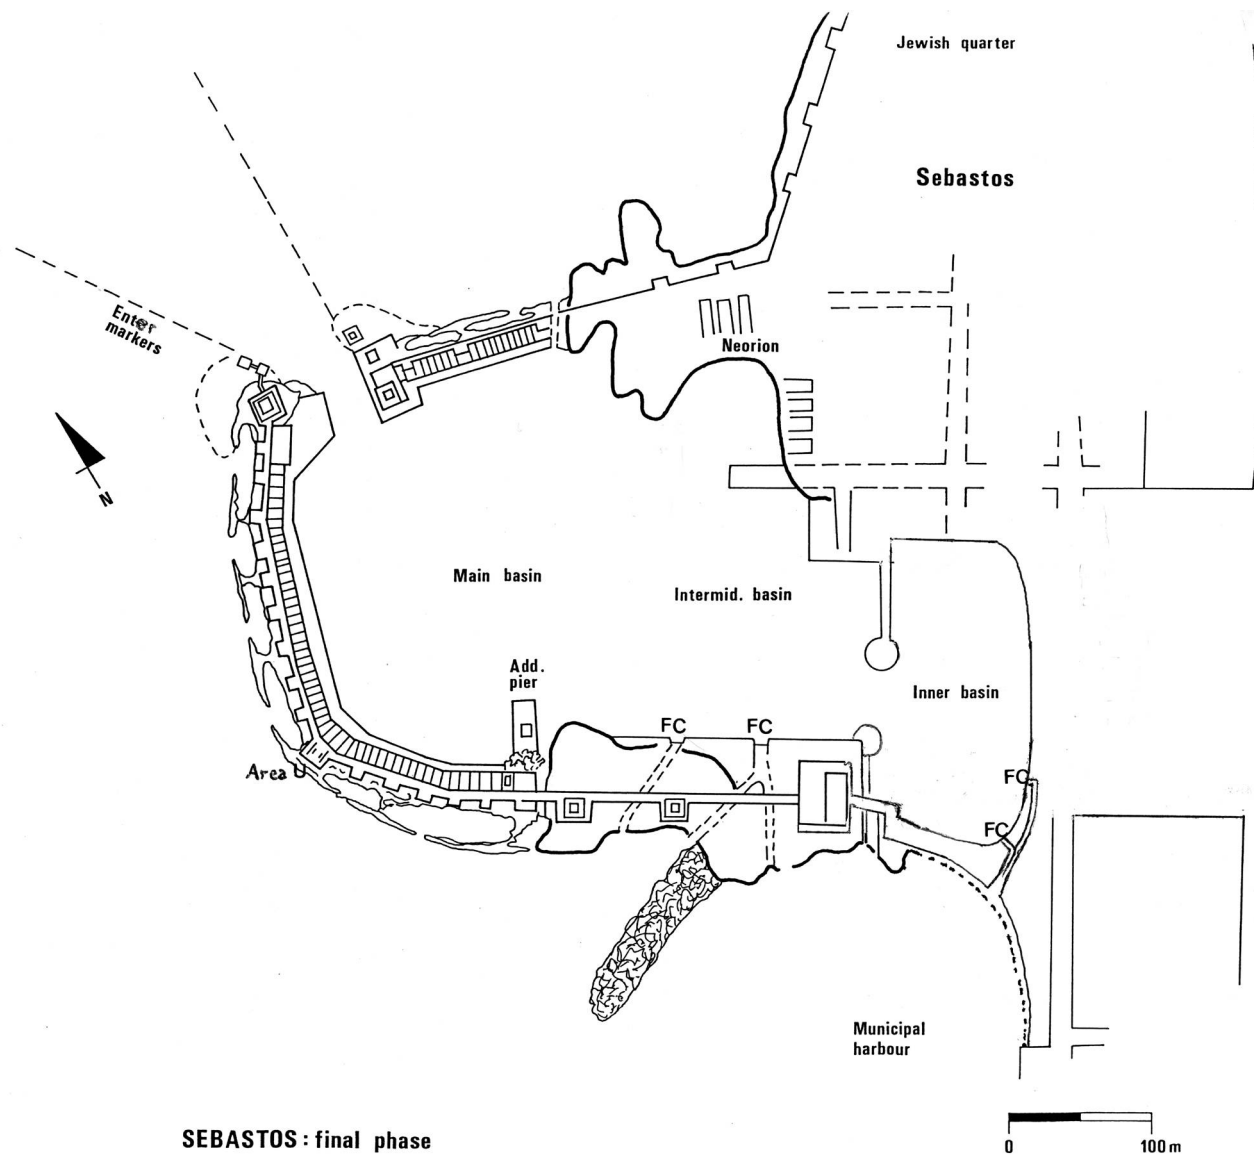 Jewish quarter
Sebastos
Enter
markers
Neorion
N
Main basin
Intermid. basin
Add.
pier
Inner basin
FC
FC
Area U
FC
FC
Municipal
harbour
SEBASTOS : final phase
0 100 m